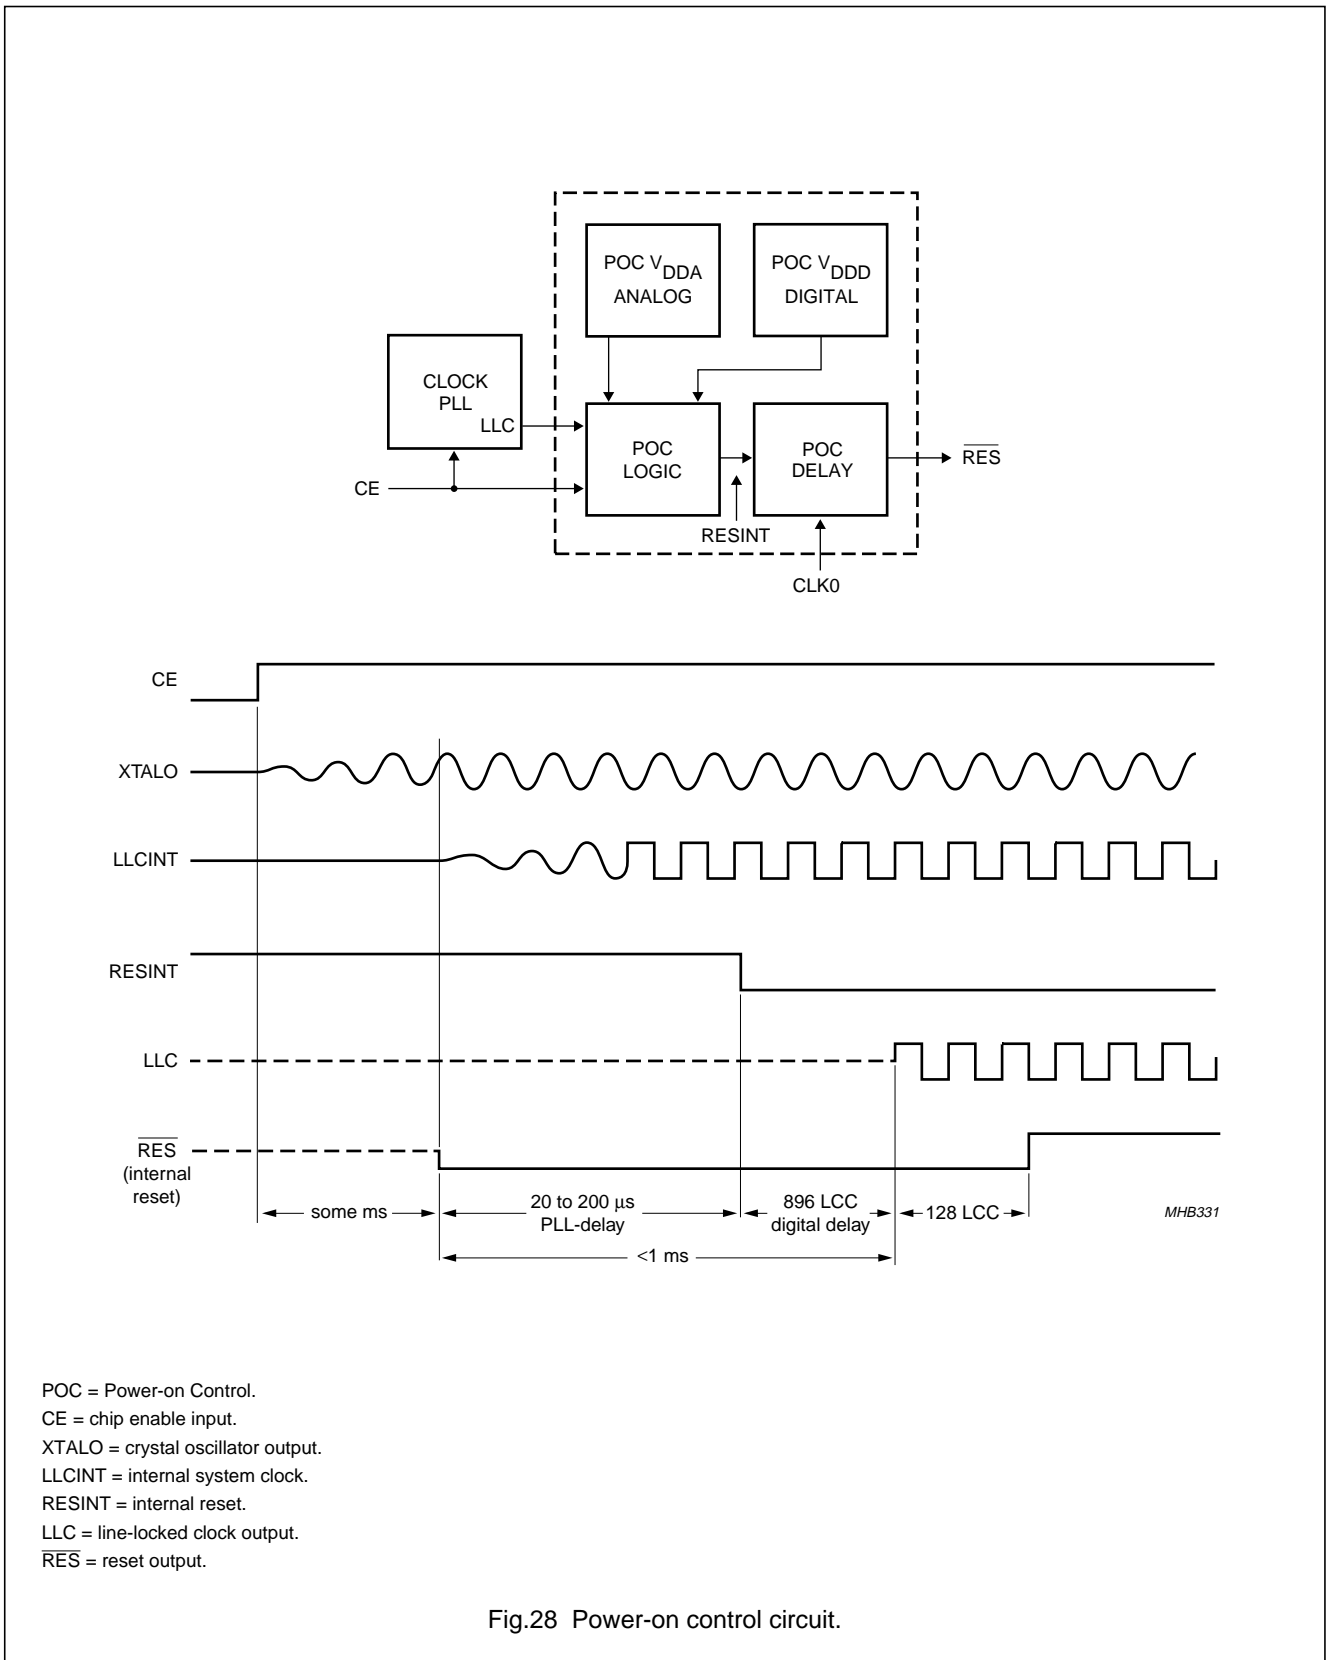 POC VDDA
ANALOG
POC VDDD
DIGITAL
CLOCK
PLL
LLC
POC
LOGIC
POC
DELAY
RES
CE
RESINT
CLK0
CE
XTALO
LLCINT
RESINT
LLC
RES
(internal
reset)
some ms
20 to 200 µs
PLL-delay
896 LCC
digital delay
128 LCC
MHB331
<1 ms
POC = Power-on Control.
CE = chip enable input.
XTALO = crystal oscillator output.
LLCINT = internal system clock.
RESINT = internal reset.
LLC = line-locked clock output.
RES = reset output.
Fig.28 Power-on control circuit.